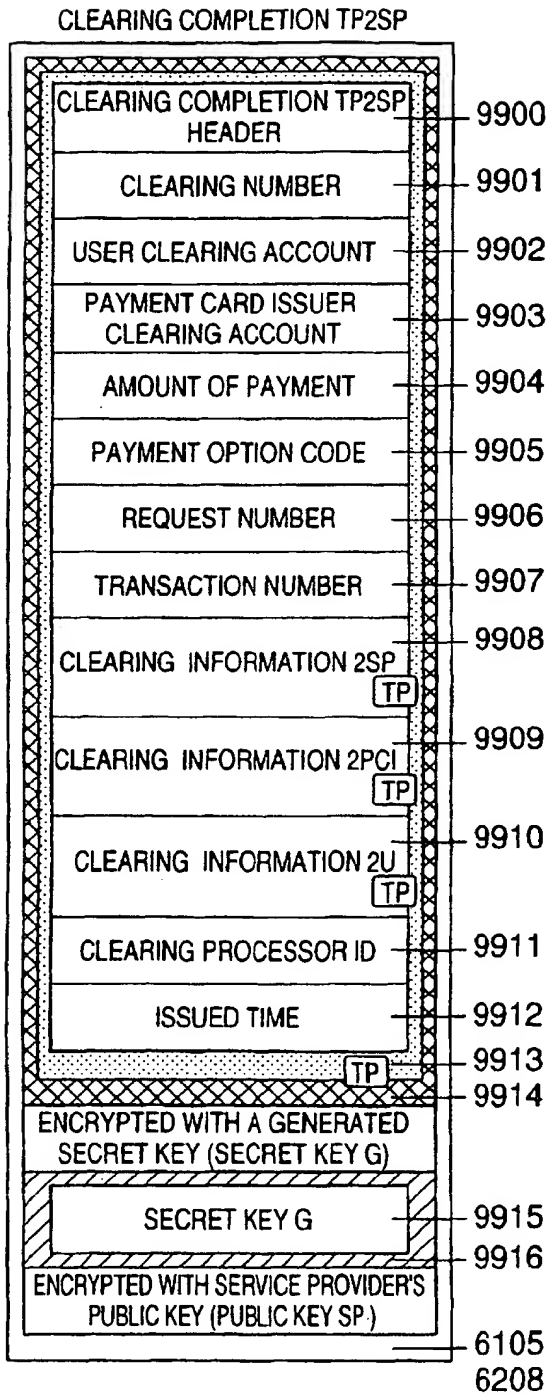 CLEARING COMPLETION TP2SP
CLEARING COMPLETION TP2SP
HEADER
9900
CLEARING NUMBER
9901
USER CLEARING ACCOUNT
9902
PAYMENT CARD ISSUER
CLEARING ACCOUNT
9903
AMOUNT OF PAYMENT
9904
PAYMENT OPTION CODE
9905
REQUEST NUMBER
9906
TRANSACTION NUMBER
9907
9908
CLEARING INFORMATION 2SP
TP
9909
CLEARING INFORMATION 2PCI
TP
9910
CLEARING INFORMATION 2U
TP
CLEARING PROCESSOR ID
9911
ISSUED TIME
9912
TP
9913
9914
ENCRYPTED WITH A GENERATED
SECRET KEY (SECRET KEY G)
SECRET KEY G
9915
9916
ENCRYPTED WITH SERVICE PROVIDER'S
PUBLIC KEY (PUBLIC KEY SP.)
6105
6208